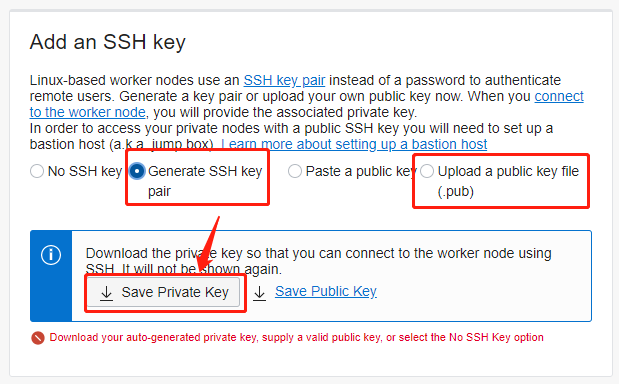 Add an SSH key
Linux-based worker nodes use an SSH key pair instead of a password to authenticate
remote users. Generate a key pair or upload your own public key now. When you connect
to the worker node, you will provide the associated private key.
In order to access your private nodes with a public SSH key you will need to set up a
bastion host (a.k.a. jump box). Learn more about setting up a bastion host
No SSH key Generate SSH key Paste a public key Upload a public key file
pair (.pub)
Download the private key so that you can connect to the worker node using
SSH. It will not be shown again.
Save Private Key Save Public Key
Download your auto-generated private key, supply a valid public key, or select the No SSH Key option